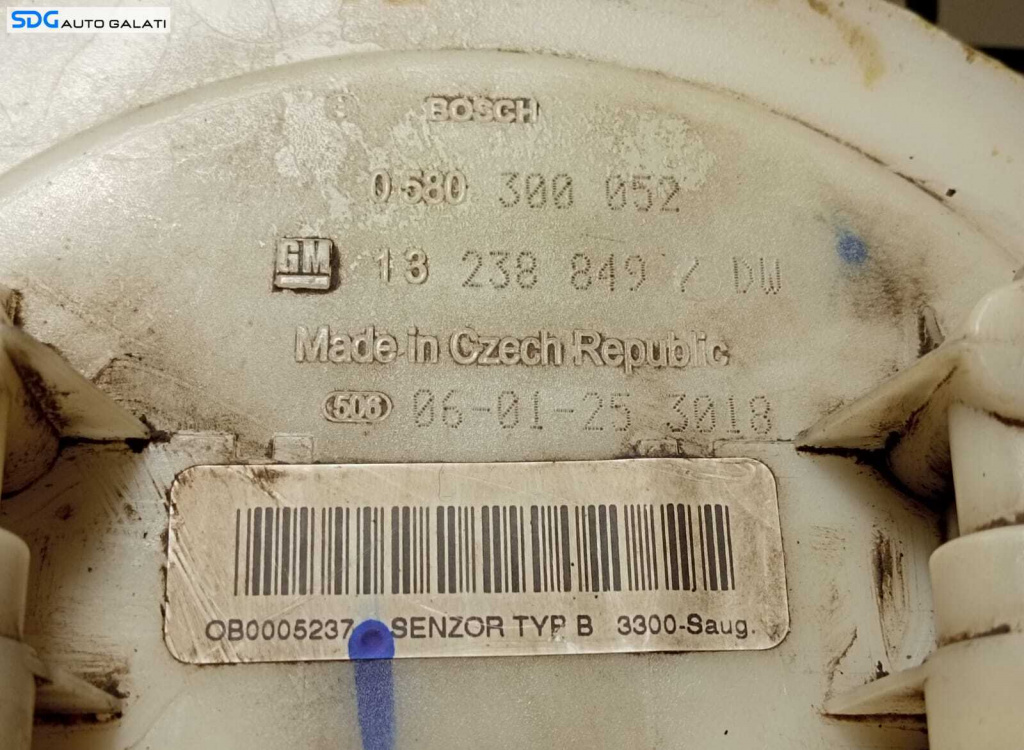 SDG AUTO GALATI
BOSCH
0 580 300 052
GM 13 238 849 / DW
Made in Czech Republic
506 06-01-25 3018
OB0005237 SENZOR TYP B 3300-Saug.